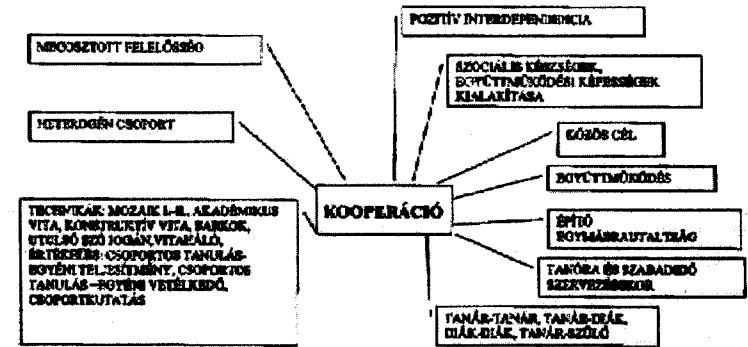 POZITÍV INTERDEPENDENCIA
MEGOSZTOTT FELELŐSSÉG
SZOCIÁLIS KÉSZSÉGEK,
EGYÜTTMŰKÖDÉSI KÉPESSÉGEK
KIALAKÍTÁSA
HETEROGÉN CSOPORT
KÖZÖS CÉL
EGYÜTTMŰKÖDÉS
KOOPERÁCIÓ
TECHNIKÁK: MOZAIK I.-II., AKADÉMIKUS
VITA, KONSTRUKTÍV VITA, SARKOK,
UTOLSÓ SZÓ JOGÁN, VITAHÁLÓ,
ÉRTÉKELÉS: CSOPORTOS TANULÁS-
EGYÉNI TELJESÍTMÉNY, CSOPORTOS
TANULÁS –EGYÉNI VETÉLKEDŐ,
CSOPORTKUTATÁS
ÉPÍTŐ
EGYMÁSRAUTALTSÁG
TANÓRA ÉS SZABADIDŐ
SZERVEZÉSEKOR
TANÁR-TANÁR, TANÁR-DIÁK,
DIÁK-DIÁK, TANÁR-SZÜLŐ